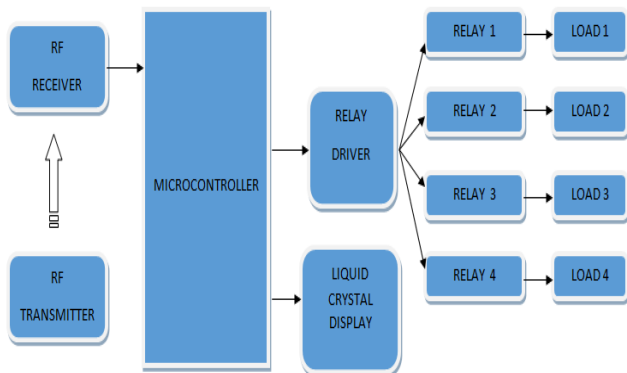 RF
RECEIVER
RF
TRANSMITTER
MICROCONTROLLER
RELAY
DRIVER
LIQUID
CRYSTAL
DISPLAY
RELAY 1
LOAD 1
RELAY 2
LOAD 2
RELAY 3
LOAD 3
RELAY 4
LOAD 4